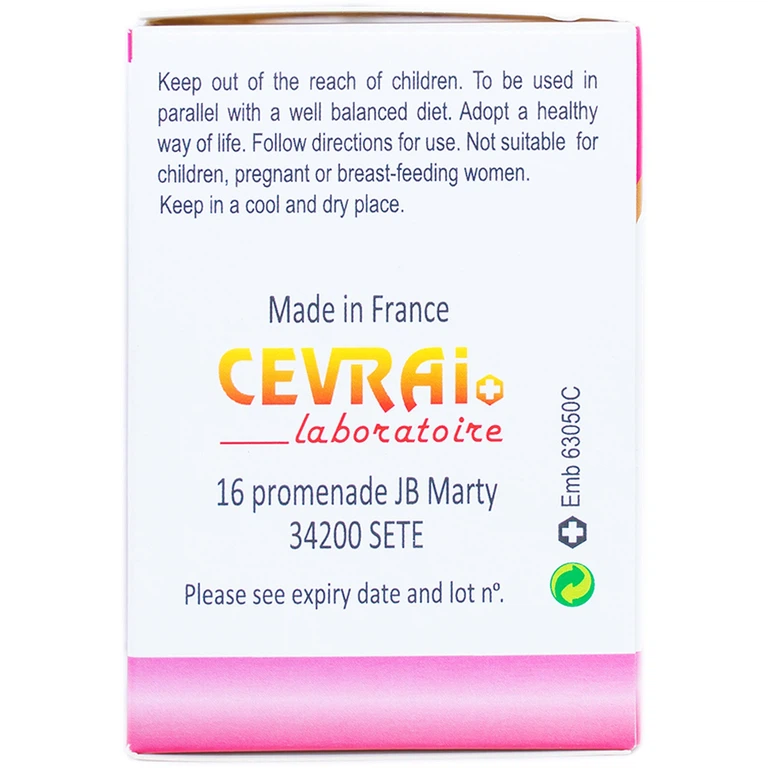 Keep out of the reach of children. To be used in
parallel with a well balanced diet. Adopt a healthy
way of life. Follow directions for use. Not suitable for
children, pregnant or breast-feeding women.
Keep in a cool and dry place.
Made in France
CEVRAi
laboratoire
16 promenade JB Marty
34200 SETE
Please see expiry date and lot nº.
Emb 63050C